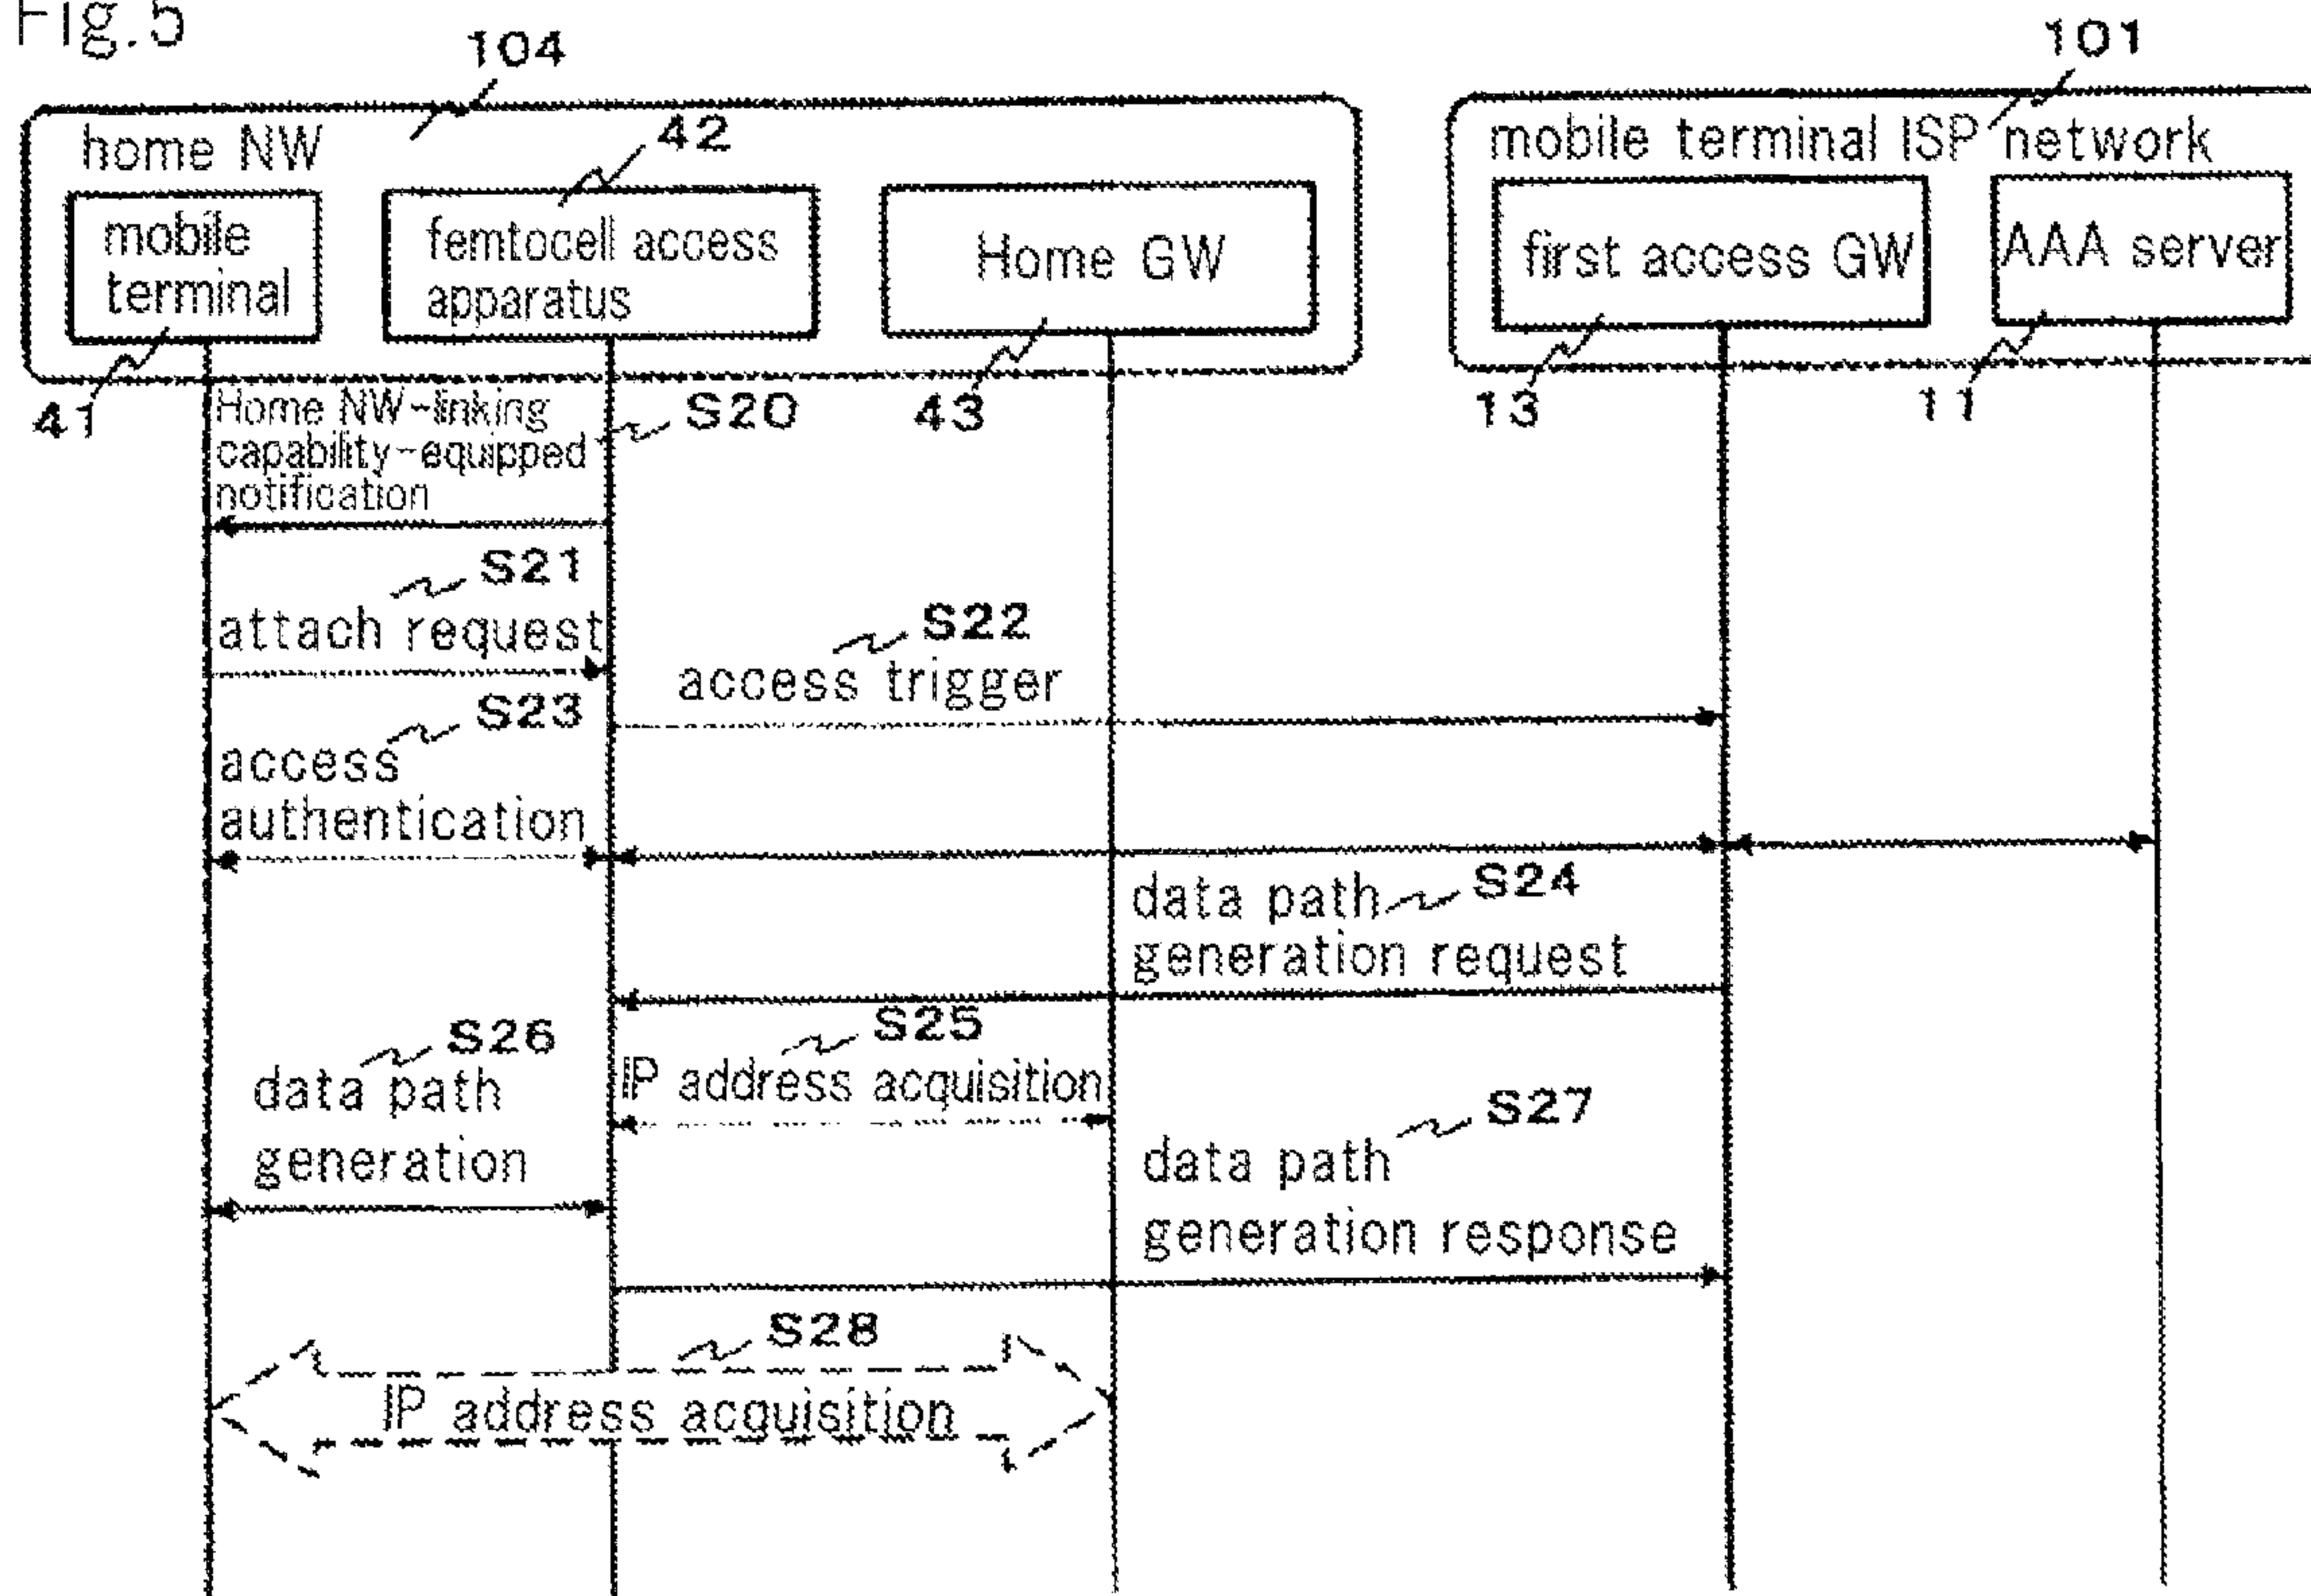 Fig.5
104
101
home NW
42
mobile terminal ISP network
mobile
terminal
femtocell access
apparatus
Home GW
first access GW
AAA server
41
43
13
11
Home NW-linking
capability-equipped
notification
S20
S21
attach request
S22
access trigger
S23
access
authentication
data path
generation request
S24
S25
IP address acquisition
S26
data path
generation
S27
data path
generation response
S28
IP address acquisition